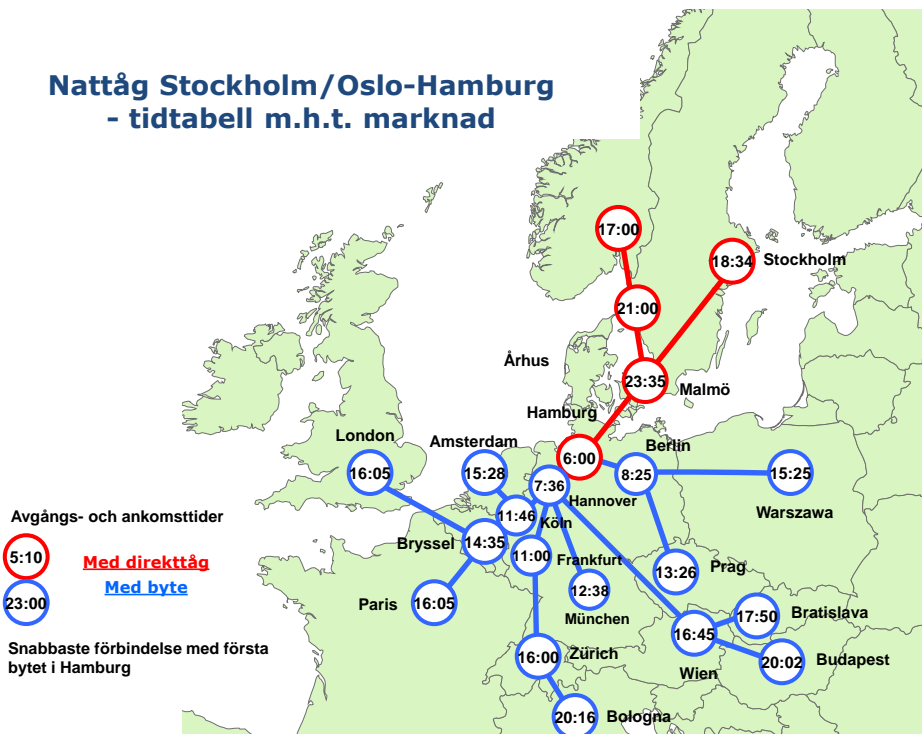 Nattåg Stockholm/Oslo-Hamburg
- tidtabell m.h.t. marknad
17:00
18:34
Stockholm
21:00
Århus
23:35
Malmö
Hamburg
London
Amsterdam
6:00
Berlin
16:05
15:28
7:36
8:25
15:25
Hannover
Warszawa
11:46
Köln
Avgångs- och ankomsttider
Bryssel
14:35
11:00
Frankfurt
5:10
Med direkttåg
13:26
Prag
23:00
Med byte
Paris
16:05
12:38
München
17:50
Bratislava
16:45
Snabbaste förbindelse med första
bytet i Hamburg
16:00
Zürich
Wien
20:02
Budapest
20:16
Bologna